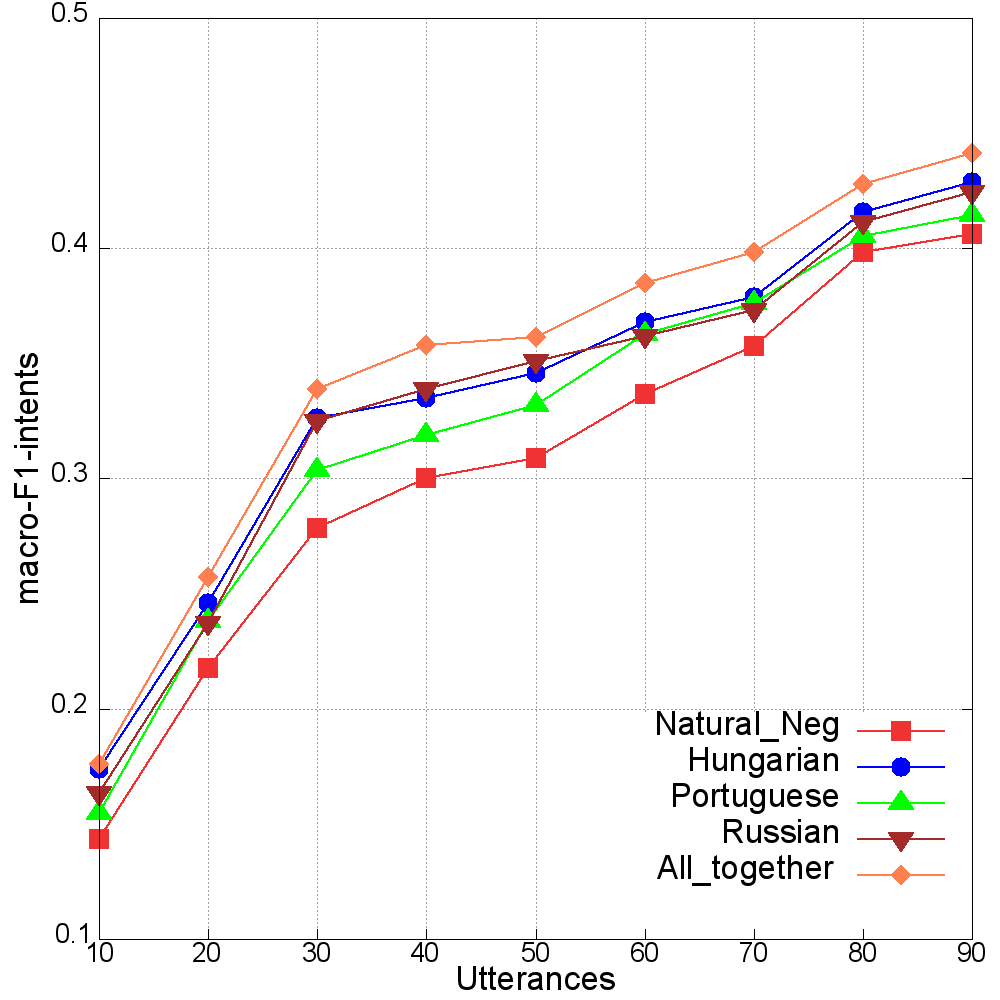 0.5
0.4
0.3
0.2
0.1
macro-F1-intents
Natural_Neg
Hungarian
Portuguese
Russian
All_together
10 20 30 40 50 60 70 80 90
Utterances